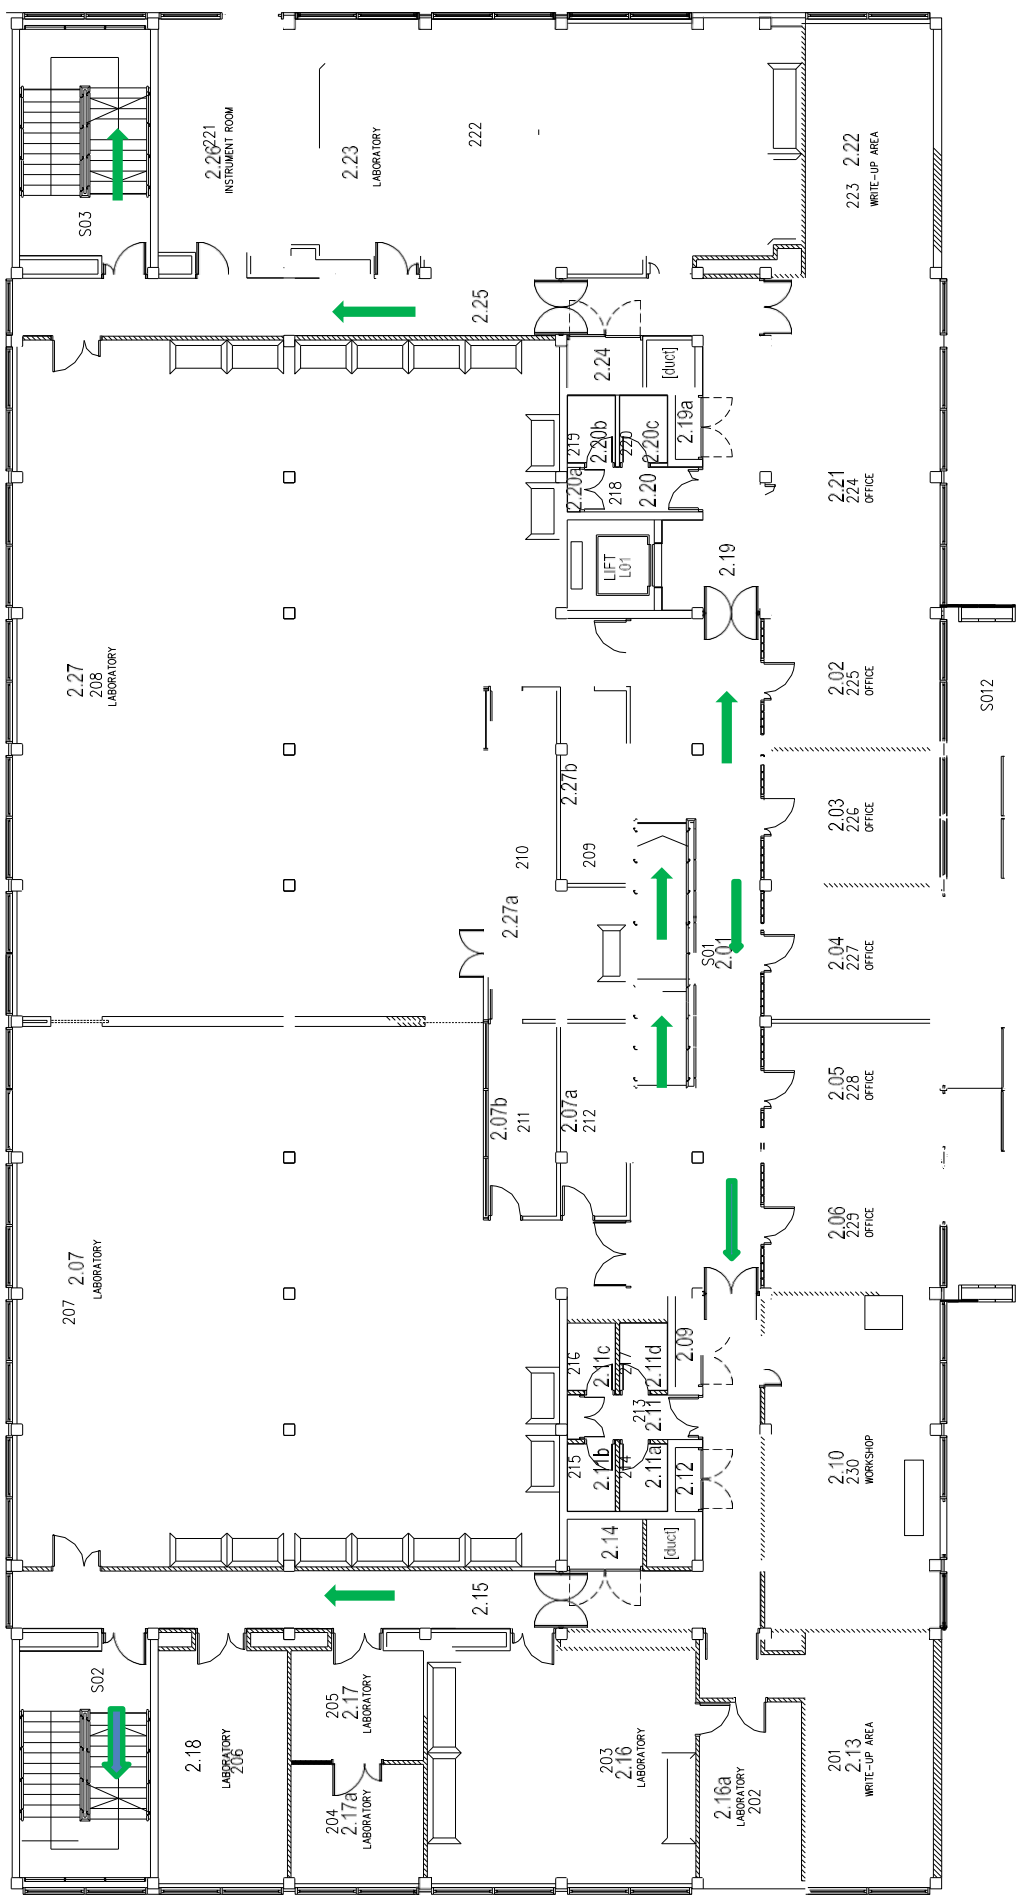 S03
221
2.26
INSTRUMENT ROOM
2.23
LABORATORY
222
223 2.22
WRITE-UP AREA
2.25
2.24
[duct]
219
2.20b
220
2.20c
2.19a
2.20a
218
2.20
2.21
224
OFFICE
LIFT
L01
2.19
2.27
208
LABORATORY
2.02
225
OFFICE
S012
2.27b
210
209
2.03
226
OFFICE
2.27a
S01
2.01
2.04
227
OFFICE
2.07b
211
2.07a
212
2.05
228
OFFICE
2.06
229
OFFICE
207 2.07
LABORATORY
216
2.11c
2.11d
2.09
213
2.11
215
2.11b
214
2.11a
2.12
2.10
230
WORKSHOP
2.14
[duct]
2.15
S02
2.18
LABORATORY
206
205
2.17
LABORATORY
204
2.17a
LABORATORY
203
2.16
LABORATORY
2.16a
LABORATORY
202
201
2.13
WRITE-UP AREA